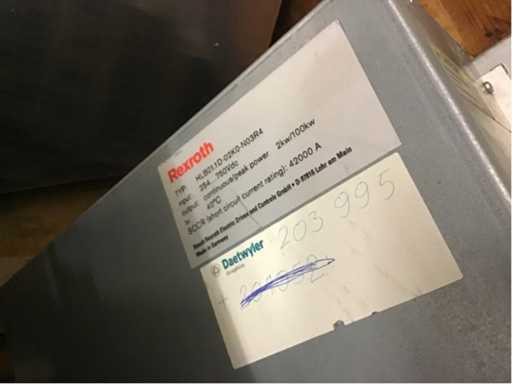 Rexroth
TYP: HLB01.1D-02K0-N03R4
input: 254...750Vdc
output: continuous/peak power 2kw/100kw
ta: 40°C
SCCR (short circuit current rating): 42000 A
Bosch Rexroth Electric Drives and Controls GmbH • D-97816 Lohr am Main
Made in Germany
Daetwyler
Graphics
203 995